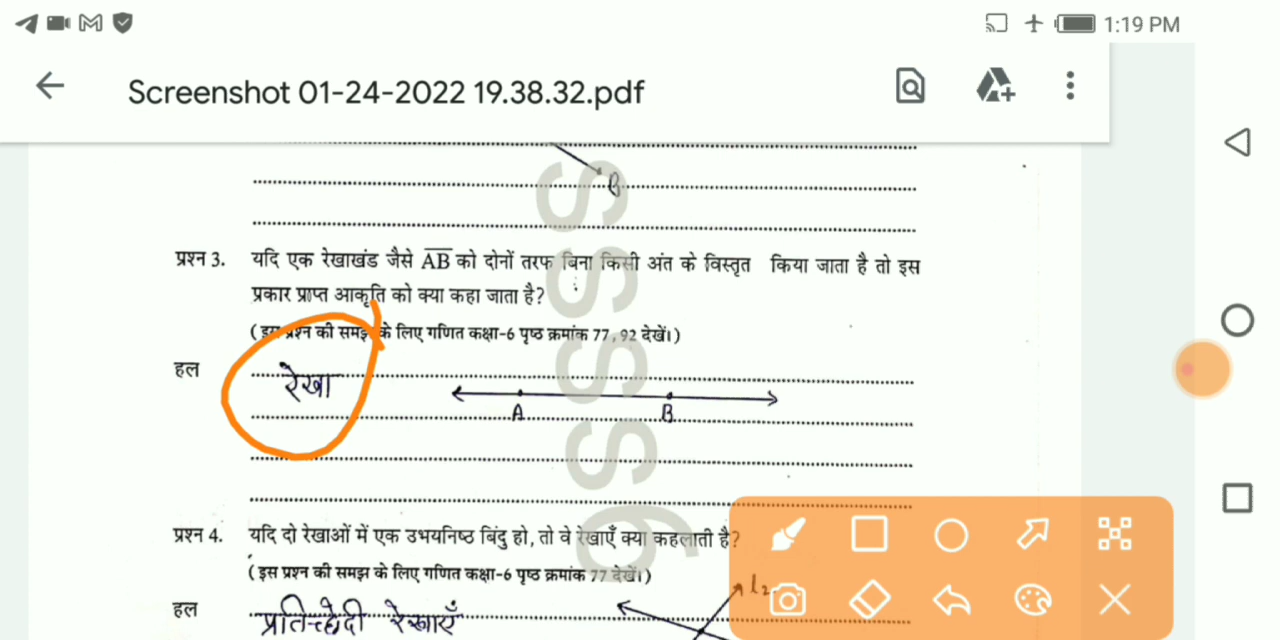 1:19 PM
Screenshot 01-24-2022 19.38.32.pdf
B
प्रश्न 3. यदि एक रेखाखंड जैसे AB को दोनों तरफ बिना किसी अंत के विस्तृत किया जाता है तो इस
प्रकार प्राप्त आकृति को क्या कहा जाता है?
(इस प्रश्न की समझ के लिए गणित कक्षा-6 पृष्ठ क्रमांक 77, 92 देखें।)
हल रेखा
A B
प्रश्न 4. यदि दो रेखाओं में एक उभयनिष्ठ बिंदु हो, तो वे रेखाएँ क्या कहलाती है?
(इस प्रश्न की समझ के लिए गणित कक्षा-6 पृष्ठ क्रमांक 77 देखें।)
l₂
हल प्रतिच्छेदी रेखाएँ